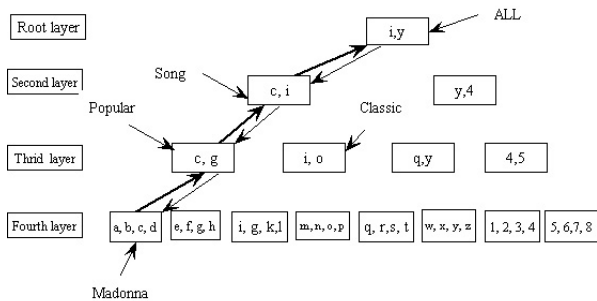 ALL
Root layer
i,y
Song
Second layer
c, i
y,4
Popular
Classic
Thrid layer
c, g
i, o
q,y
4,5
Fourth layer
a, b, c, d
e, f, g, h
i, g, k,l
m, n, o, p
q, r,s, t
w, x, y, z
1, 2, 3, 4
5, 6,7, 8
Madonna